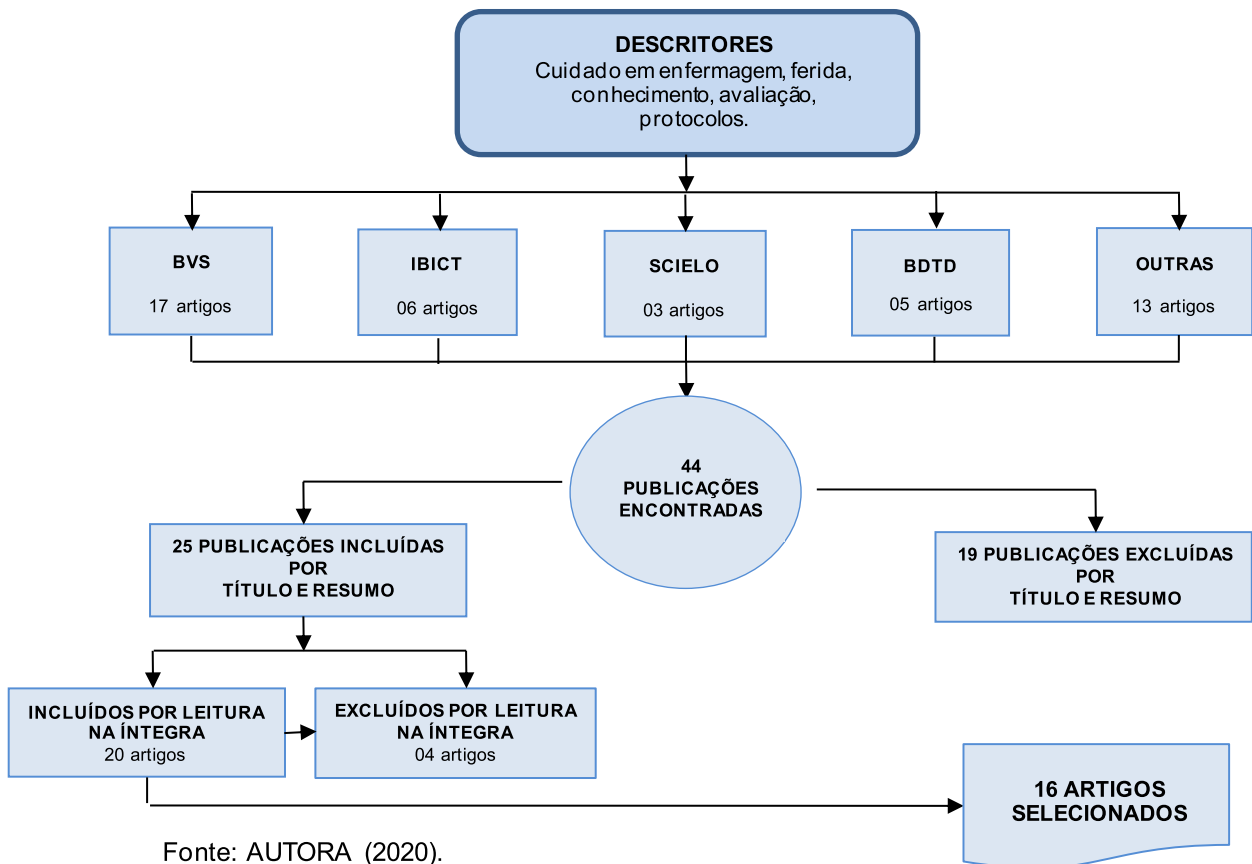 DESCRITORES
Cuidado em enfermagem, ferida,
conhecimento, avaliação,
protocolos.
BVS
17 artigos
IBICT
06 artigos
SCIELO
03 artigos
BDTD
05 artigos
OUTRAS
13 artigos
44
PUBLICAÇÕES
ENCONTRADAS
25 PUBLICAÇÕES INCLUÍDAS
POR
TÍTULO E RESUMO
19 PUBLICAÇÕES EXCLUÍDAS
POR
TÍTULO E RESUMO
INCLUÍDOS POR LEITURA
NA ÍNTEGRA
20 artigos
EXCLUÍDOS POR LEITURA
NA ÍNTEGRA
04 artigos
16 ARTIGOS
SELECIONADOS
Fonte: AUTORA (2020).